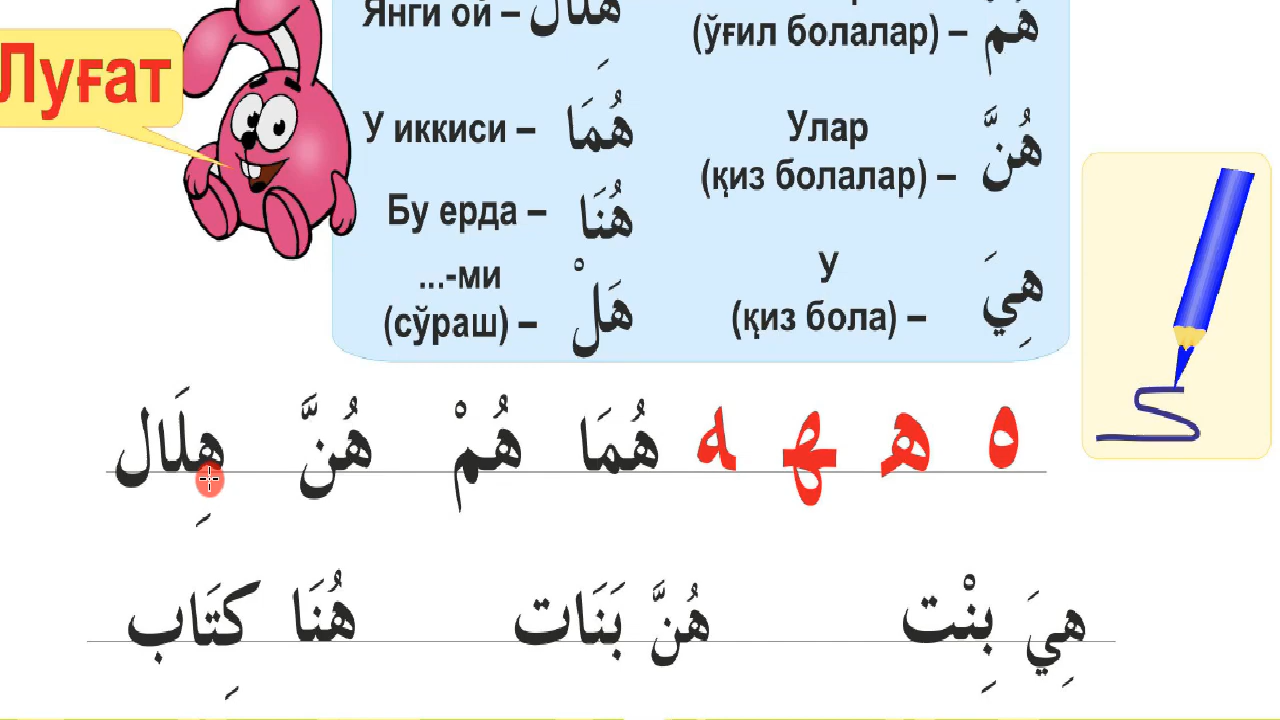 Луғат
هُمْ – (ўғил болалар)
هِلَال – Янги ой
هُنَّ – Улар
(қиз болалар) –
هُمَا – У иккиси
هُنَا – Бу ерда
هِيَ – У
(қиз бола) –
هَلْ – ...-ми
(сўраш) –
ه هـ ـهـ ـه هُمَا هُمْ هُنَّ هِلَال
هِيَ بِنْت هُنَّ بَنَات هُنَا كِتَاب